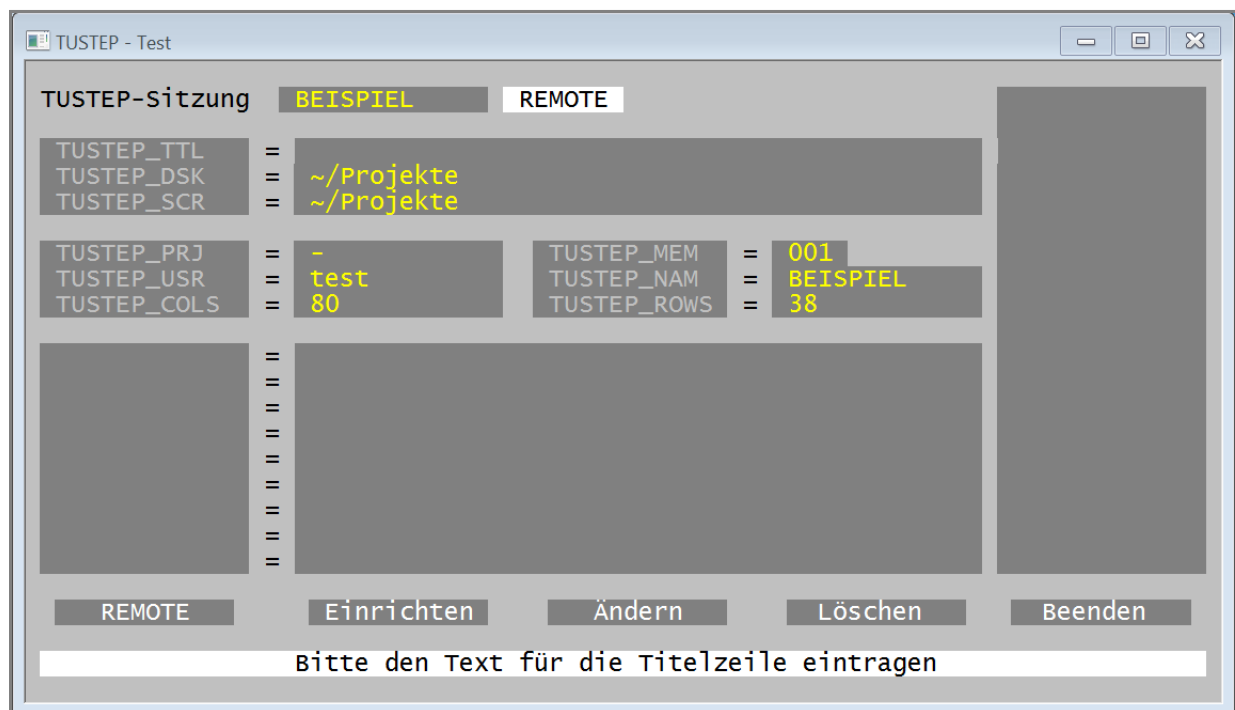 TUSTEP - Test
TUSTEP-Sitzung BEISPIEL REMOTE
TUSTEP_TTL =
TUSTEP_DSK = ~/Projekte
TUSTEP_SCR = ~/Projekte
TUSTEP_PRJ = - TUSTEP_MEM = 001
TUSTEP_USR = test TUSTEP_NAM = BEISPIEL
TUSTEP_COLS = 80 TUSTEP_ROWS = 38
=
=
=
=
=
=
=
=
=
REMOTE Einrichten Ändern Löschen Beenden
Bitte den Text für die Titelzeile eintragen